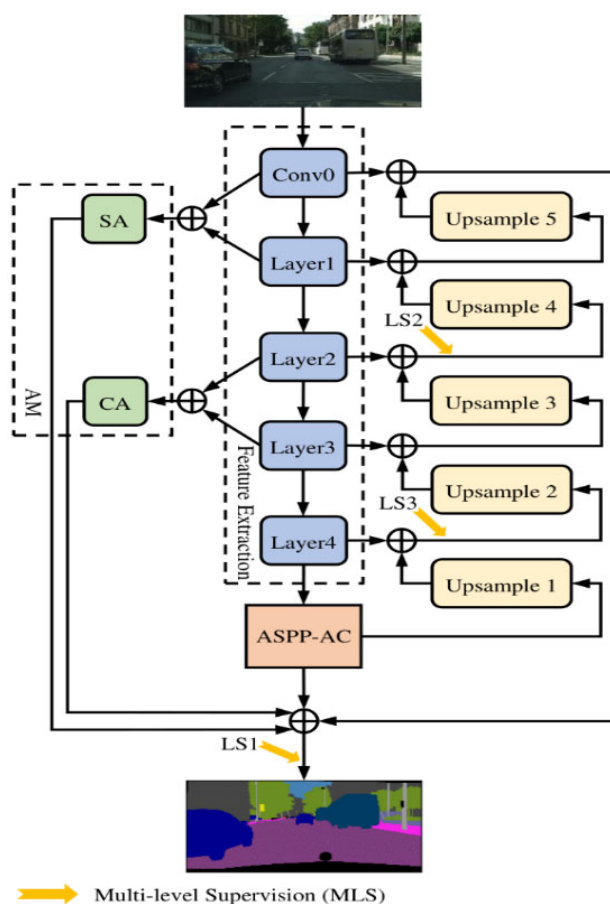 Conv0
SA
Upsample 5
Layer1
Upsample 4
LS2
Layer2
AM
CA
Upsample 3
Layer3
Feature Extraction
Upsample 2
LS3
Layer4
Upsample 1
ASPP-AC
LS1
Multi-level Supervision (MLS)